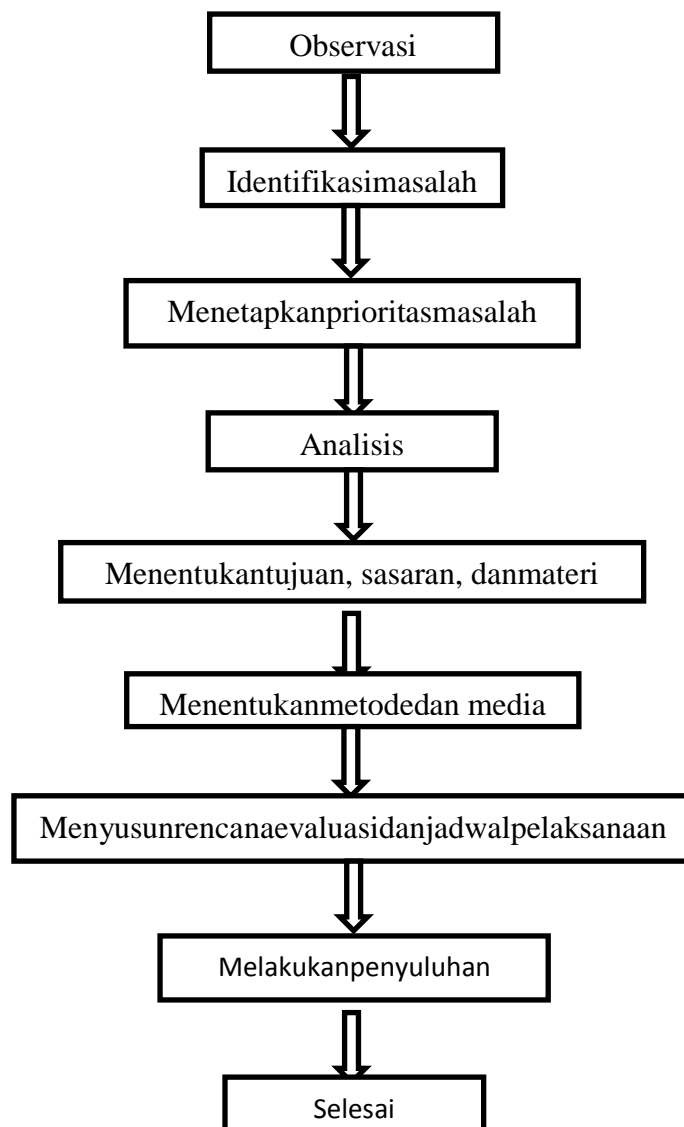 Observasi
Identifikasimasalah
Menetapkanprioritasmasalah
Analisis
Menentukantujuan, sasaran, danmateri
Menentukanmetodedan media
Menyusunrencanaevaluasidanjadwalpelaksanaan
Melakukanpenyuluhan
Selesai